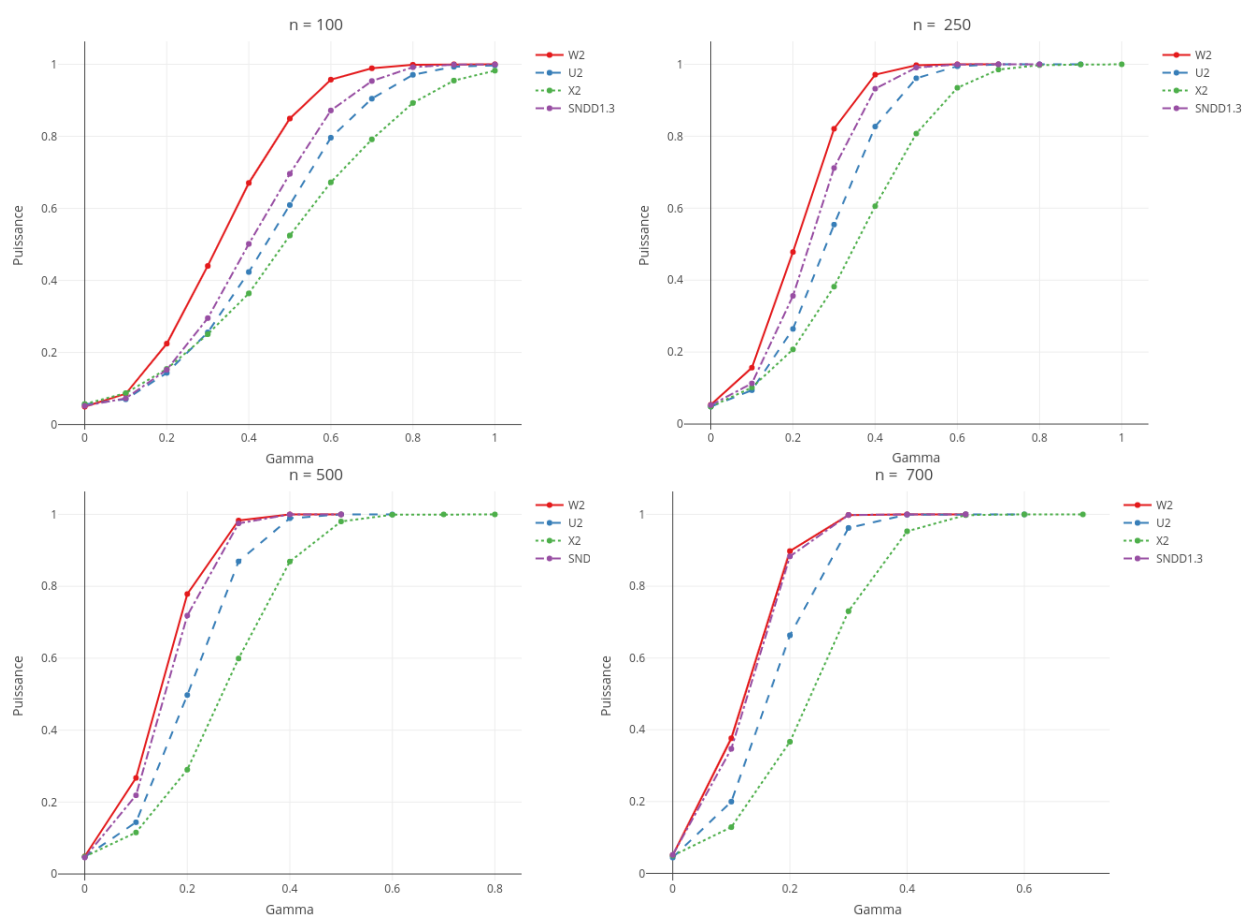 n = 100
W2
U2
X2
SNDD1.3
Puissance
1
0.8
0.6
0.4
0.2
0
0 0.2 0.4 0.6 0.8 1
Gamma
n = 250
W2
U2
X2
SNDD1.3
Puissance
1
0.8
0.6
0.4
0.2
0
0 0.2 0.4 0.6 0.8 1
Gamma
n = 500
W2
U2
X2
SND
Puissance
1
0.8
0.6
0.4
0.2
0
0 0.2 0.4 0.6 0.8
Gamma
n = 700
W2
U2
X2
SNDD1.3
Puissance
1
0.8
0.6
0.4
0.2
0
0 0.2 0.4 0.6
Gamma